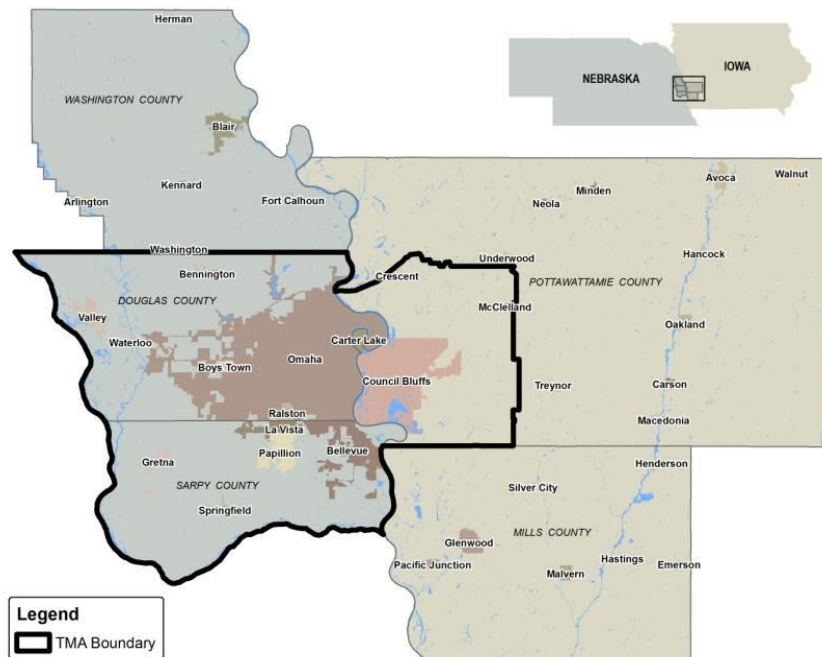 Herman
NEBRASKA
IOWA
WASHINGTON COUNTY
Blair
Kennard
Arlington
Fort Calhoun
Minden
Neola
Avoca
Walnut
Washington
Bennington
Crescent
Underwood
Hancock
POTTAWATTAMIE COUNTY
DOUGLAS COUNTY
McClelland
Valley
Waterloo
Carter Lake
Oakland
Omaha
Boys Town
Council Bluffs
Treynor
Carson
Ralston
Macedonia
La Vista
Papillion
Bellevue
Gretna
Henderson
SARPY COUNTY
Silver City
Springfield
MILLS COUNTY
Glenwood
Pacific Junction
Hastings
Emerson
Malvern
Legend
TMA Boundary